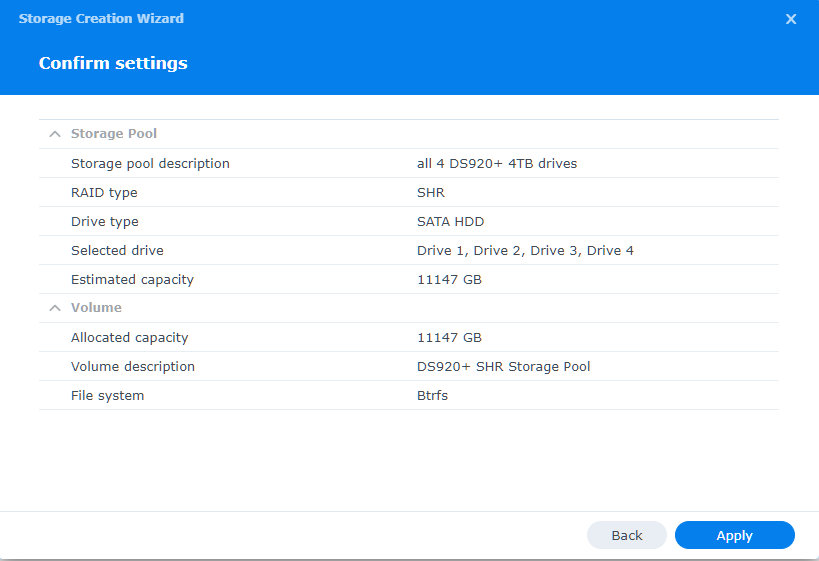 Storage Creation Wizard
Confirm settings
Storage Pool
Storage pool description all 4 DS920+ 4TB drives
RAID type SHR
Drive type SATA HDD
Selected drive Drive 1, Drive 2, Drive 3, Drive 4
Estimated capacity 11147 GB
Volume
Allocated capacity 11147 GB
Volume description DS920+ SHR Storage Pool
File system Btrfs
Back Apply